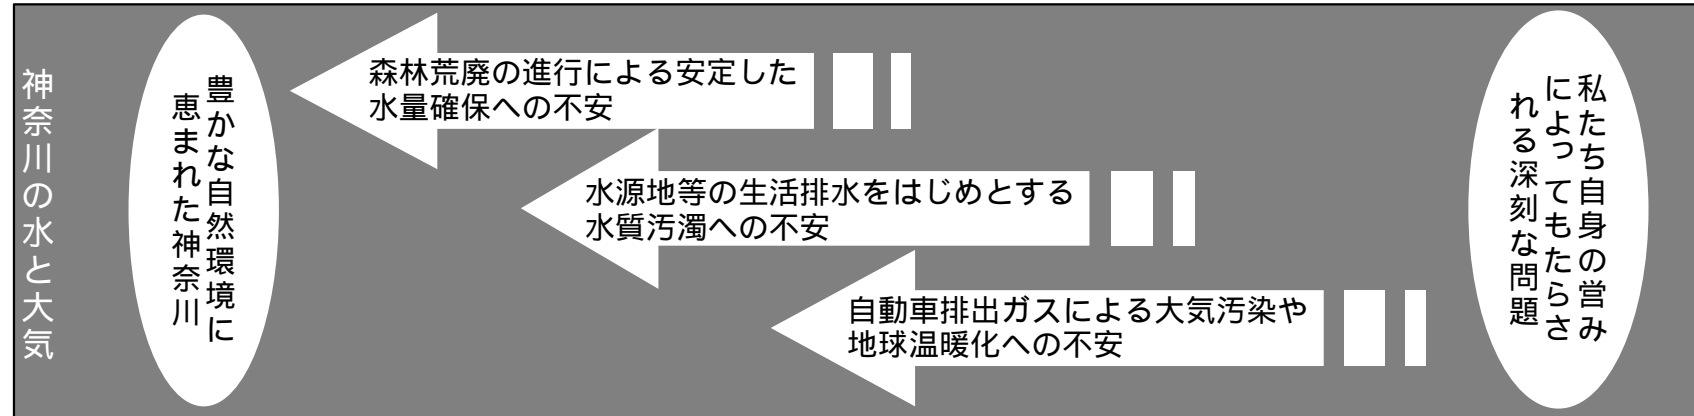 神奈川の水と大気
豊かな自然環境に
恵まれた神奈川
森林荒廃の進行による安定した
水量確保への不安
水源地等の生活排水をはじめとする
水質汚濁への不安
自動車排出ガスによる大気汚染や
地球温暖化への不安
私たち自身の営み
によってもたらさ
れる深刻な問題